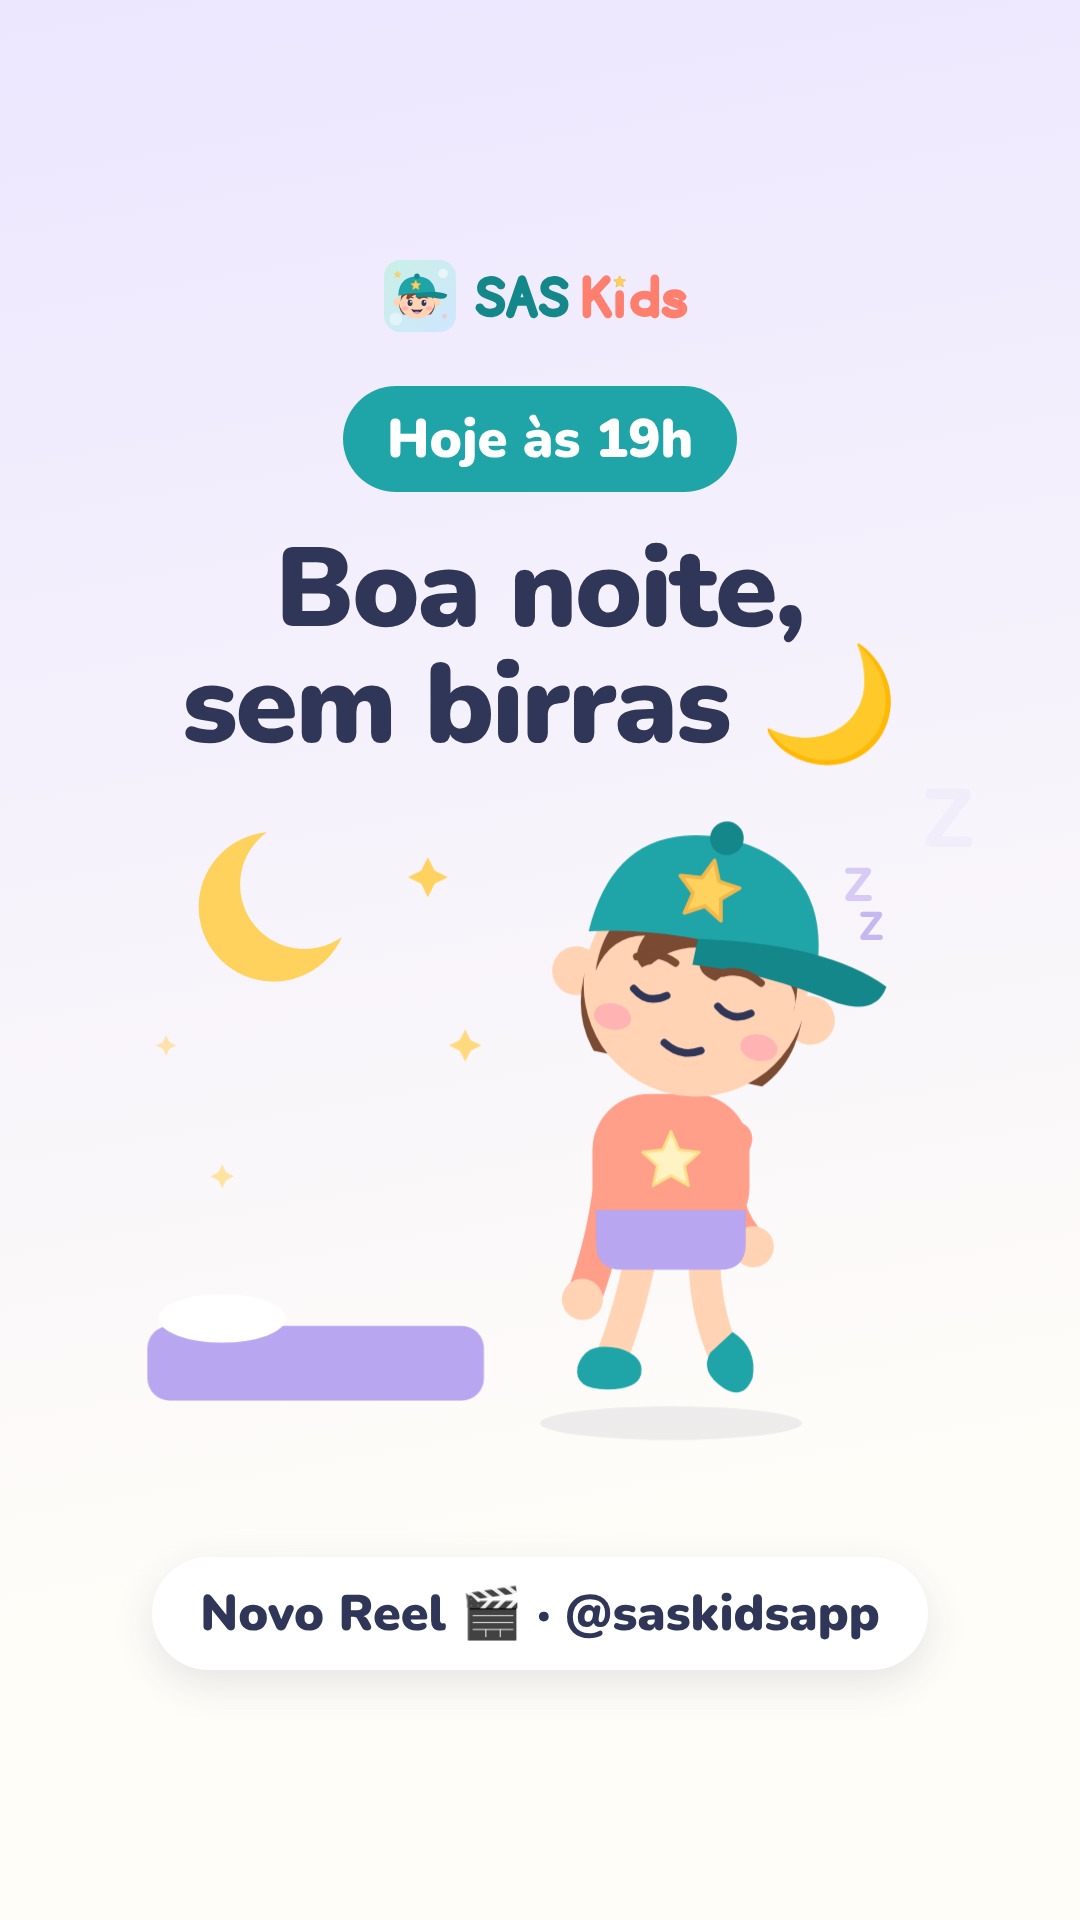 SAS Kids
Hoje às 19h
Boa noite,
sem birras 🌙
Z
Z
Z
Novo Reel 🎬 · @saskidsapp